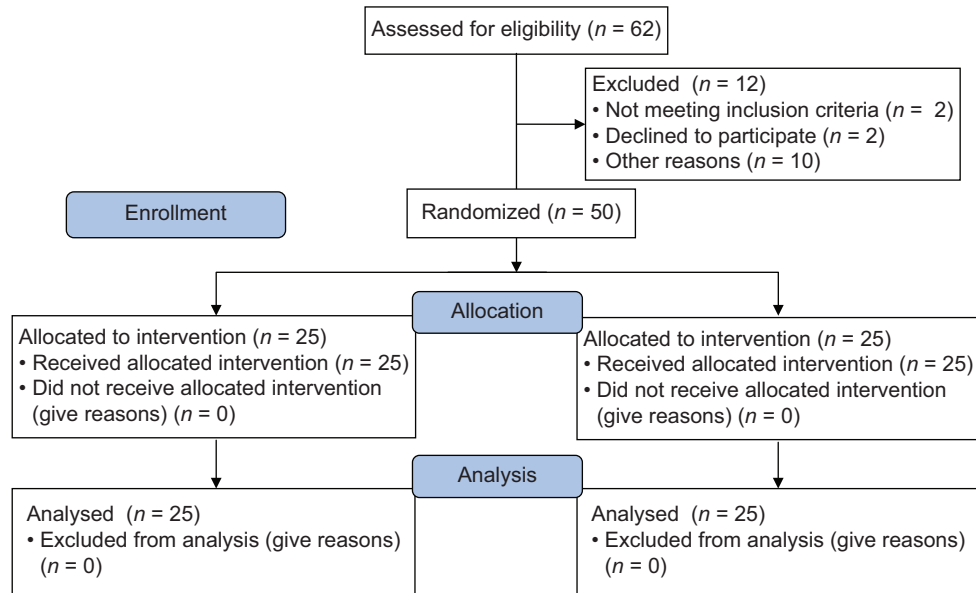 Assessed for eligibility (n = 62)
Excluded (n = 12)
• Not meeting inclusion criteria (n = 2)
• Declined to participate (n = 2)
• Other reasons (n = 10)
Enrollment
Randomized (n = 50)
Allocation
Allocated to intervention (n = 25)
• Received allocated intervention (n = 25)
• Did not receive allocated intervention
(give reasons) (n = 0)
Allocated to intervention (n = 25)
• Received allocated intervention (n = 25)
• Did not receive allocated intervention
(give reasons) (n = 0)
Analysis
Analysed (n = 25)
• Excluded from analysis (give reasons)
(n = 0)
Analysed (n = 25)
• Excluded from analysis (give reasons)
(n = 0)